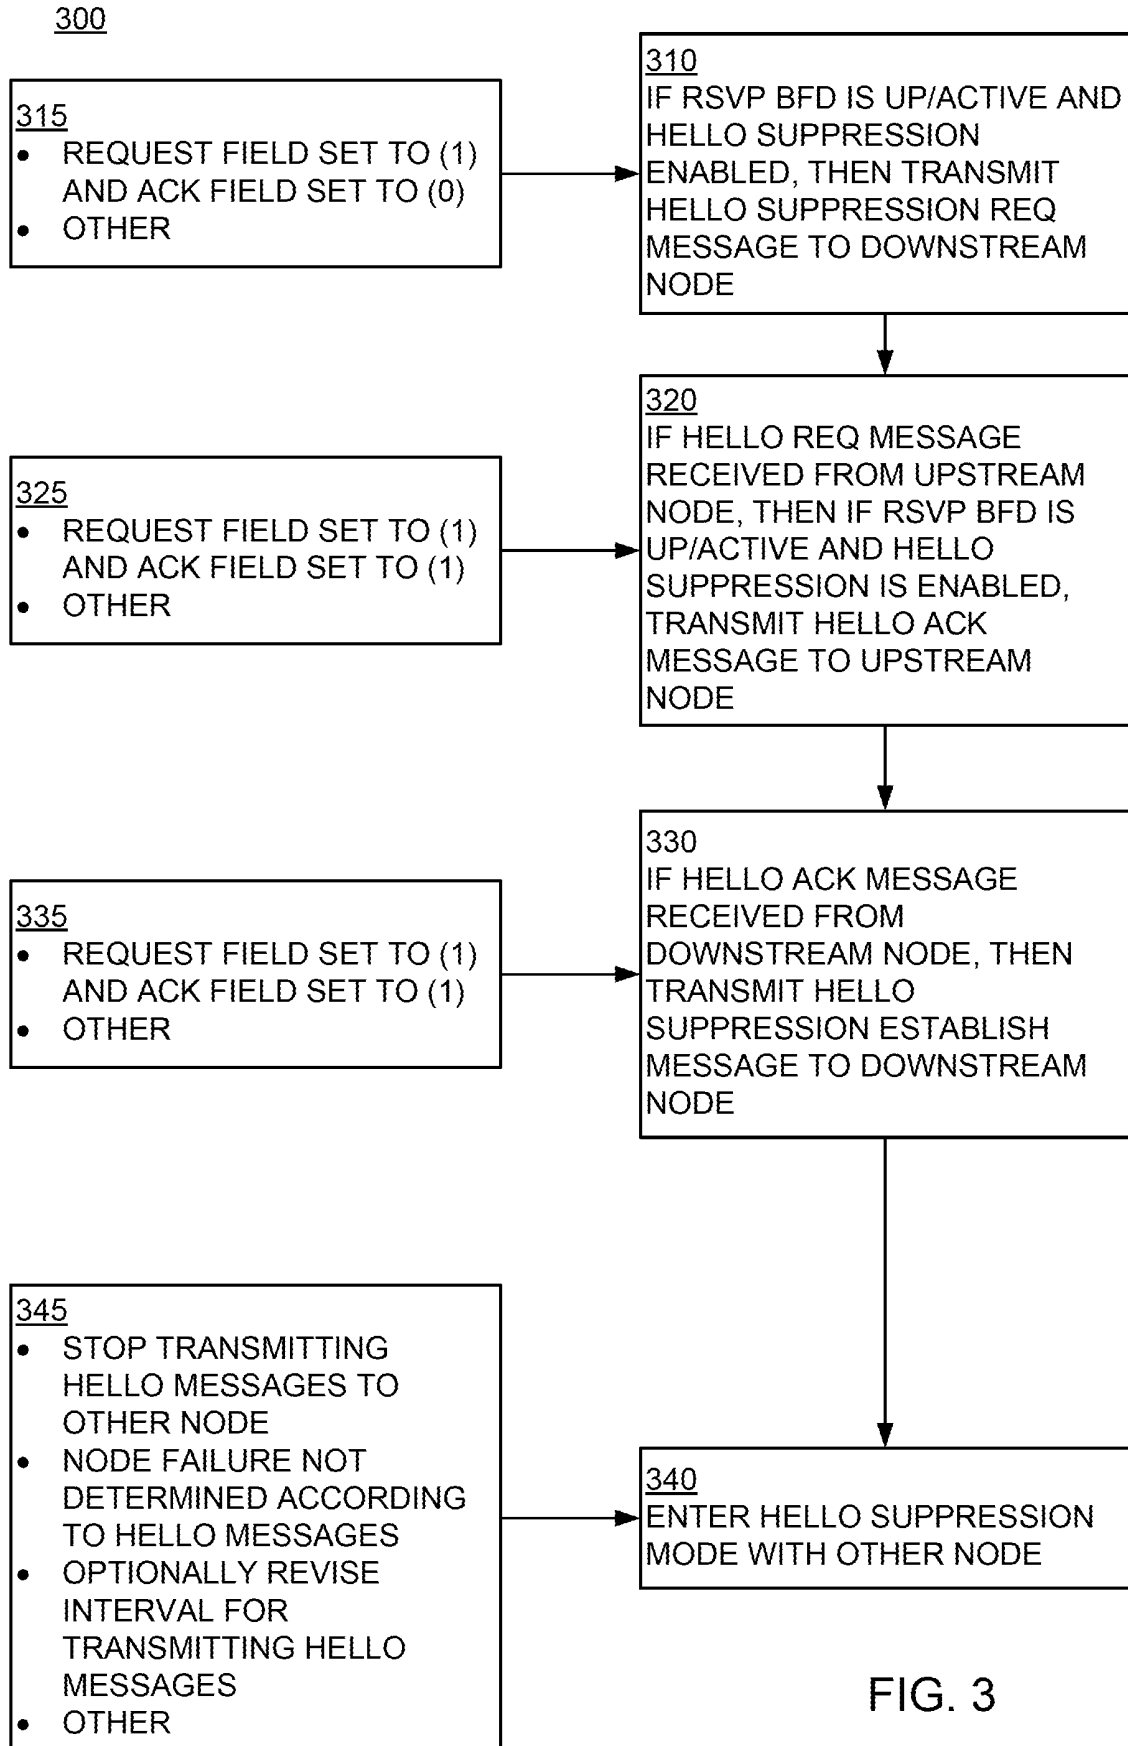 300
310
IF RSVP BFD IS UP/ACTIVE AND
HELLO SUPPRESSION
ENABLED, THEN TRANSMIT
HELLO SUPPRESSION REQ
MESSAGE TO DOWNSTREAM
NODE
315
• REQUEST FIELD SET TO (1)
AND ACK FIELD SET TO (0)
• OTHER
320
IF HELLO REQ MESSAGE
RECEIVED FROM UPSTREAM
NODE, THEN IF RSVP BFD IS
UP/ACTIVE AND HELLO
SUPPRESSION IS ENABLED,
TRANSMIT HELLO ACK
MESSAGE TO UPSTREAM
NODE
325
• REQUEST FIELD SET TO (1)
AND ACK FIELD SET TO (1)
• OTHER
330
IF HELLO ACK MESSAGE
RECEIVED FROM
DOWNSTREAM NODE, THEN
TRANSMIT HELLO
SUPPRESSION ESTABLISH
MESSAGE TO DOWNSTREAM
NODE
335
• REQUEST FIELD SET TO (1)
AND ACK FIELD SET TO (1)
• OTHER
345
• STOP TRANSMITTING
HELLO MESSAGES TO
OTHER NODE
• NODE FAILURE NOT
DETERMINED ACCORDING
TO HELLO MESSAGES
• OPTIONALLY REVISE
INTERVAL FOR
TRANSMITTING HELLO
MESSAGES
• OTHER
340
ENTER HELLO SUPPRESSION
MODE WITH OTHER NODE
FIG. 3